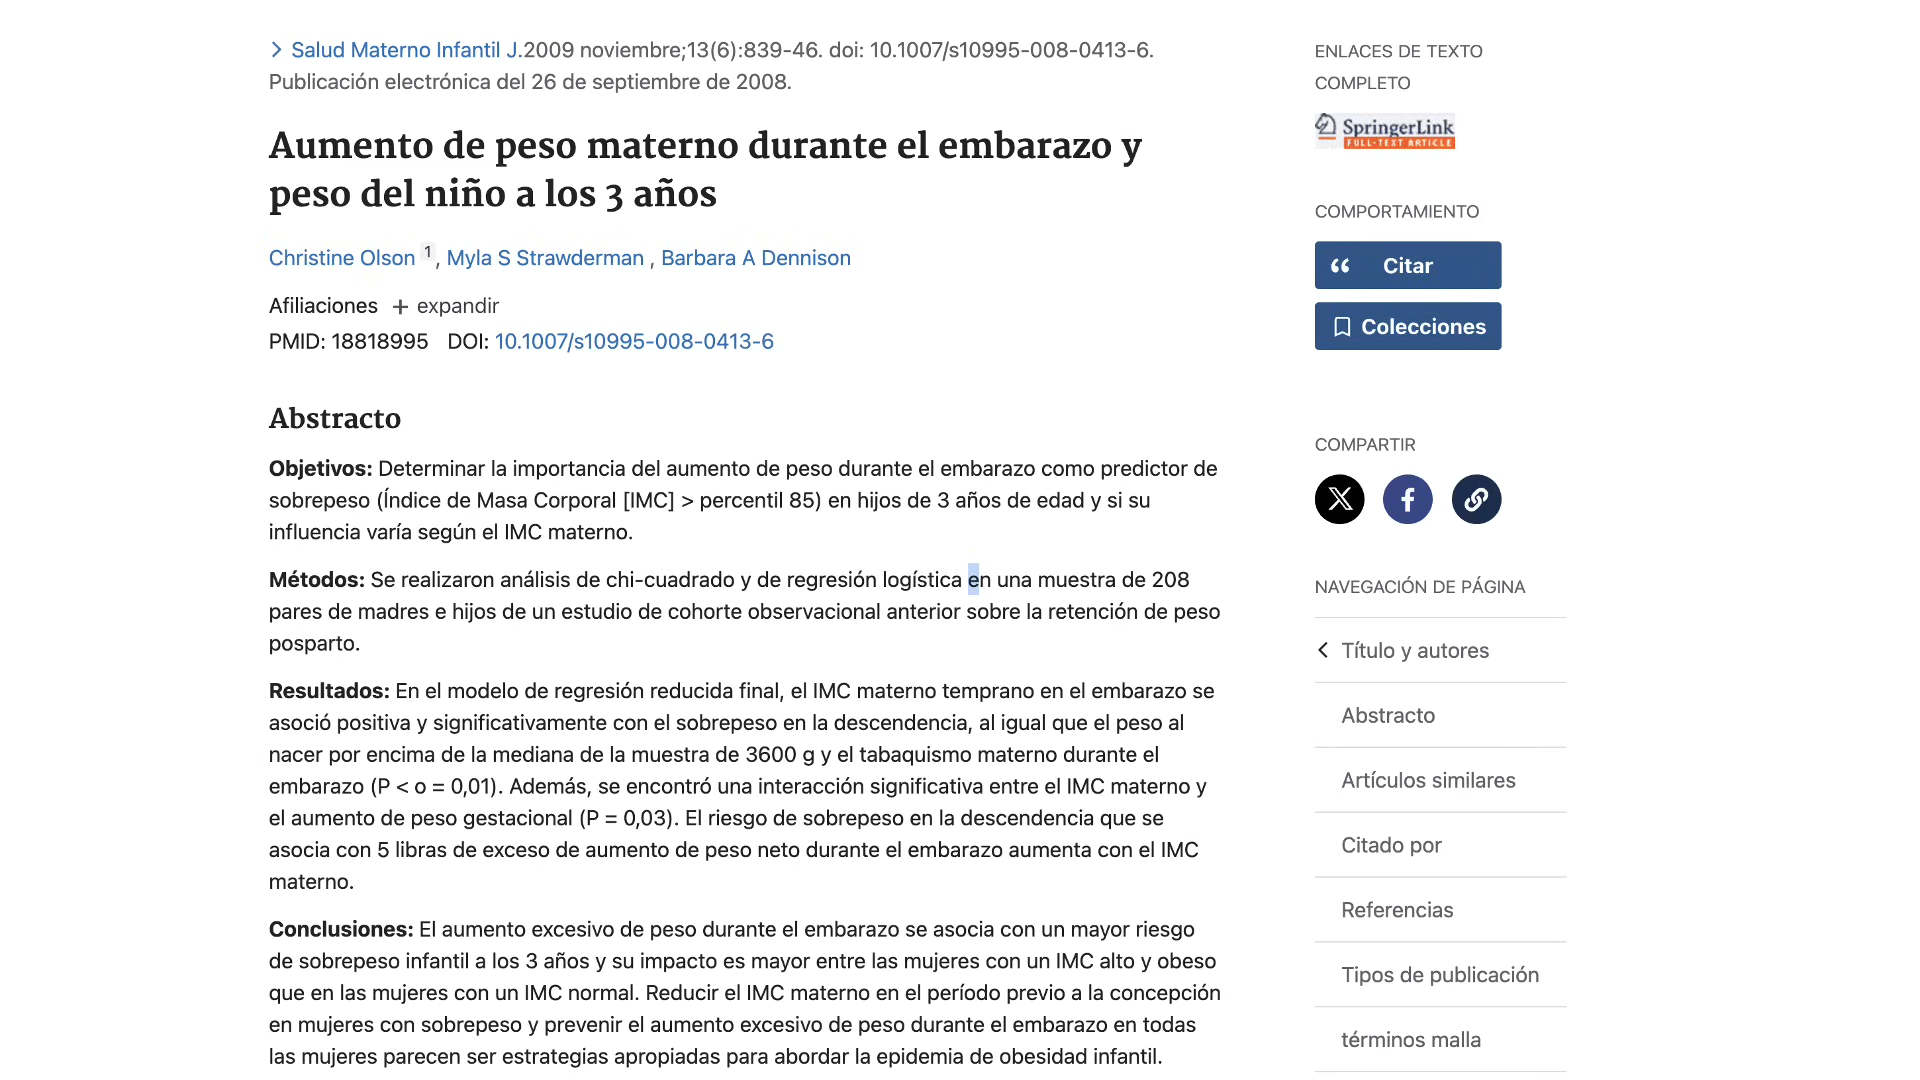 Salud Materno Infantil J.2009 noviembre;13(6):839-46. doi: 10.1007/s10995-008-0413-6.
Publicación electrónica del 26 de septiembre de 2008.
Aumento de peso materno durante el embarazo y
peso del niño a los 3 años
Christine Olson 1, Myla S Strawderman , Barbara A Dennison
Afiliaciones + expandir
PMID: 18818995 DOI: 10.1007/s10995-008-0413-6
Abstracto
Objetivos: Determinar la importancia del aumento de peso durante el embarazo como predictor de
sobrepeso (Índice de Masa Corporal [IMC] > percentil 85) en hijos de 3 años de edad y si su
influencia varía según el IMC materno.
Métodos: Se realizaron análisis de chi-cuadrado y de regresión logística en una muestra de 208
pares de madres e hijos de un estudio de cohorte observacional anterior sobre la retención de peso
posparto.
Resultados: En el modelo de regresión reducida final, el IMC materno temprano en el embarazo se
asoció positiva y significativamente con el sobrepeso en la descendencia, al igual que el peso al
nacer por encima de la mediana de la muestra de 3600 g y el tabaquismo materno durante el
embarazo (P < o = 0,01). Además, se encontró una interacción significativa entre el IMC materno y
el aumento de peso gestacional (P = 0,03). El riesgo de sobrepeso en la descendencia que se
asocia con 5 libras de exceso de aumento de peso neto durante el embarazo aumenta con el IMC
materno.
Conclusiones: El aumento excesivo de peso durante el embarazo se asocia con un mayor riesgo
de sobrepeso infantil a los 3 años y su impacto es mayor entre las mujeres con un IMC alto y obeso
que en las mujeres con un IMC normal. Reducir el IMC materno en el período previo a la concepción
en mujeres con sobrepeso y prevenir el aumento excesivo de peso durante el embarazo en todas
las mujeres parecen ser estrategias apropiadas para abordar la epidemia de obesidad infantil.
ENLACES DE TEXTO
COMPLETO
SpringerLink
FULL-TEXT ARTICLE
COMPORTAMIENTO
Citar
Colecciones
COMPARTIR
NAVEGACIÓN DE PÁGINA
Título y autores
Abstracto
Artículos similares
Citado por
Referencias
Tipos de publicación
términos malla